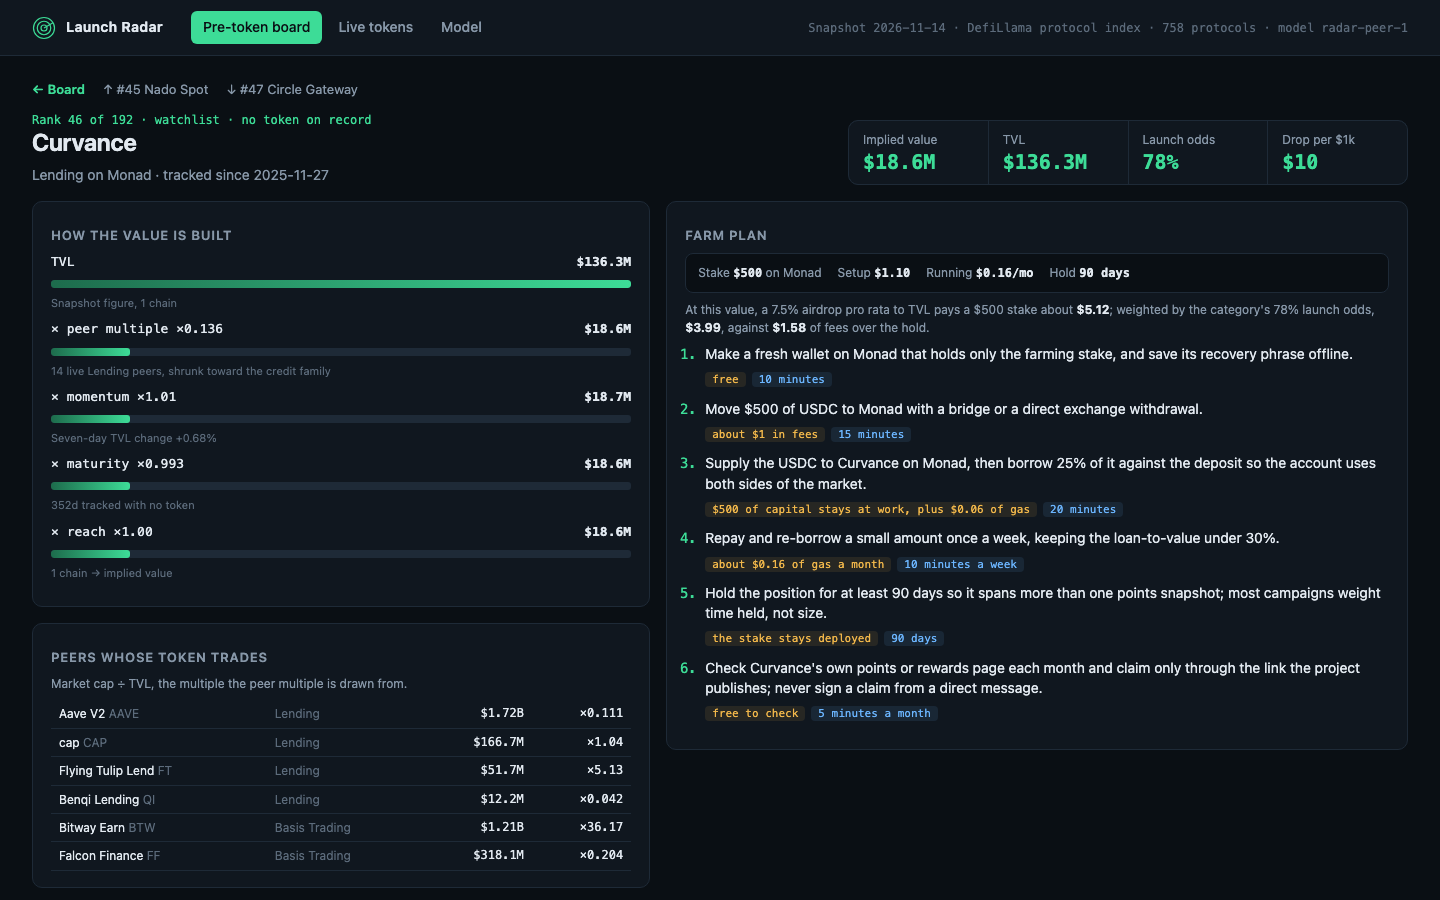 Launch Radar
Pre-token board
Live tokens
Model
Snapshot 2026-11-14 · DefiLlama protocol index · 758 protocols · model radar-peer-1
← Board
↑ #45 Nado Spot
↓ #47 Circle Gateway
Rank 46 of 192 · watchlist · no token on record
Curvance
Lending on Monad · tracked since 2025-11-27
Implied value
$18.6M
TVL
$136.3M
Launch odds
78%
Drop per $1k
$10
HOW THE VALUE IS BUILT
TVL $136.3M
Snapshot figure, 1 chain
× peer multiple ×0.136 $18.6M
14 live Lending peers, shrunk toward the credit family
× momentum ×1.01 $18.7M
Seven-day TVL change +0.68%
× maturity ×0.993 $18.6M
352d tracked with no token
× reach ×1.00 $18.6M
1 chain → implied value
PEERS WHOSE TOKEN TRADES
Market cap ÷ TVL, the multiple the peer multiple is drawn from.
Aave V2 AAVE Lending $1.72B ×0.111
cap CAP Lending $166.7M ×1.04
Flying Tulip Lend FT Lending $51.7M ×5.13
Benqi Lending QI Lending $12.2M ×0.042
Bitway Earn BTW Basis Trading $1.21B ×36.17
Falcon Finance FF Basis Trading $318.1M ×0.204
FARM PLAN
Stake $500 on Monad Setup $1.10 Running $0.16/mo Hold 90 days
At this value, a 7.5% airdrop pro rata to TVL pays a $500 stake about $5.12; weighted by the category's 78% launch odds,
$3.99, against $1.58 of fees over the hold.
1. Make a fresh wallet on Monad that holds only the farming stake, and save its recovery phrase offline.
free 10 minutes
2. Move $500 of USDC to Monad with a bridge or a direct exchange withdrawal.
about $1 in fees 15 minutes
3. Supply the USDC to Curvance on Monad, then borrow 25% of it against the deposit so the account uses
both sides of the market.
$500 of capital stays at work, plus $0.06 of gas 20 minutes
4. Repay and re-borrow a small amount once a week, keeping the loan-to-value under 30%.
about $0.16 of gas a month 10 minutes a week
5. Hold the position for at least 90 days so it spans more than one points snapshot; most campaigns weight
time held, not size.
the stake stays deployed 90 days
6. Check Curvance's own points or rewards page each month and claim only through the link the project
publishes; never sign a claim from a direct message.
free to check 5 minutes a month